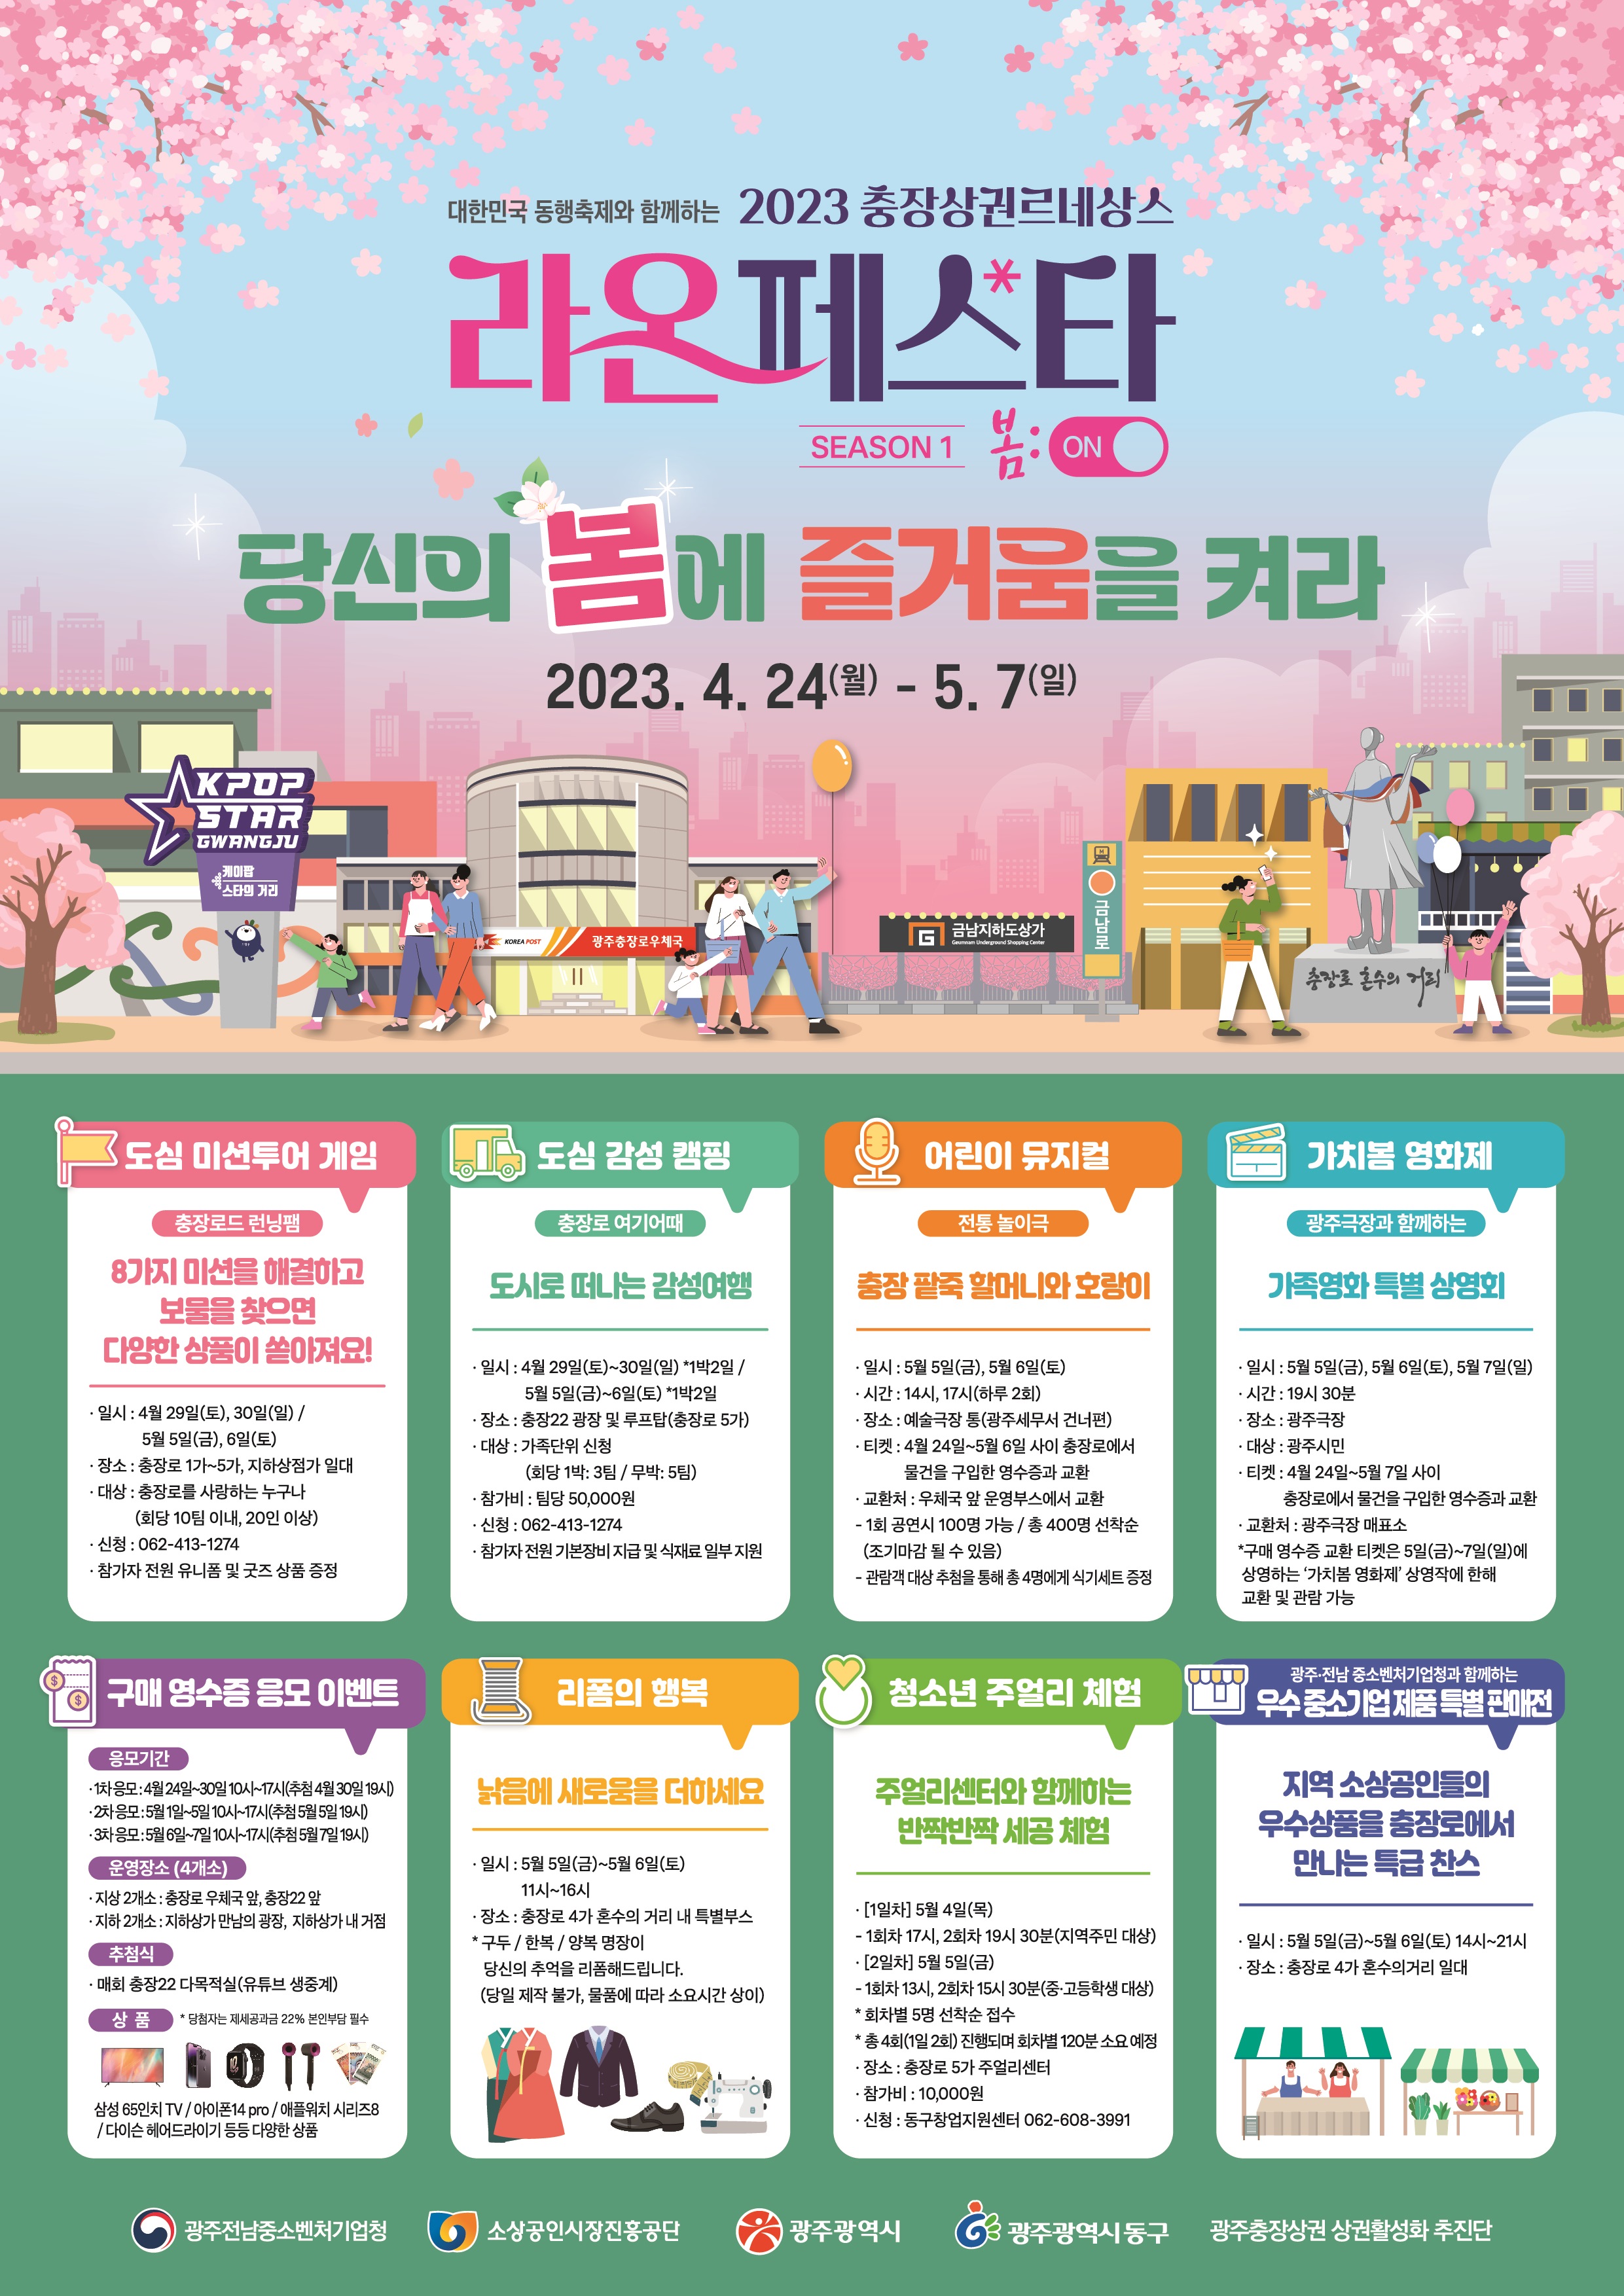 대한민국 동행축제와 함께하는 2023 충장상권르네상스
라온페스타
SEASON 1 봄: ON
당신의 봄에 즐거움을 켜라
2023. 4. 24(월) - 5. 7(일)
KPOP
STAR
GWANGJU
케이팝
스타의 거리
KOREA POST 광주충장로우체국
금남지하도상가
Geumnam Underground Shopping Center
금남로
충장로 혼수의 거리
도심 미션투어 게임
충장로드 런닝팸
8가지 미션을 해결하고
보물을 찾으면
다양한 상품이 쏟아져요!
· 일시 : 4월 29일(토), 30일(일) /
5월 5일(금), 6일(토)
· 장소 : 충장로 1가~5가, 지하상점가 일대
· 대상 : 충장로를 사랑하는 누구나
(회당 10팀 이내, 20인 이상)
· 신청 : 062-413-1274
· 참가자 전원 유니폼 및 굿즈 상품 증정
도심 감성 캠핑
충장로 여기어때
도시로 떠나는 감성여행
· 일시 : 4월 29일(토)~30일(일) *1박2일 /
5월 5일(금)~6일(토) *1박2일
· 장소 : 충장22 광장 및 루프탑(충장로 5가)
· 대상 : 가족단위 신청
(회당 1박: 3팀 / 무박: 5팀)
· 참가비 : 팀당 50,000원
· 신청 : 062-413-1274
· 참가자 전원 기본장비 지급 및 식재료 일부 지원
어린이 뮤지컬
전통 놀이극
충장 팥죽 할머니와 호랑이
· 일시 : 5월 5일(금), 5월 6일(토)
· 시간 : 14시, 17시(하루 2회)
· 장소 : 예술극장 통(광주세무서 건너편)
· 티켓 : 4월 24일~5월 6일 사이 충장로에서
물건을 구입한 영수증과 교환
· 교환처 : 우체국 앞 운영부스에서 교환
- 1회 공연시 100명 가능 / 총 400명 선착순
(조기마감 될 수 있음)
- 관람객 대상 추첨을 통해 총 4명에게 식기세트 증정
가치봄 영화제
광주극장과 함께하는
가족영화 특별 상영회
· 일시 : 5월 5일(금), 5월 6일(토), 5월 7일(일)
· 시간 : 19시 30분
· 장소 : 광주극장
· 대상 : 광주시민
· 티켓 : 4월 24일~5월 7일 사이
충장로에서 물건을 구입한 영수증과 교환
· 교환처 : 광주극장 매표소
*구매 영수증 교환 티켓은 5일(금)~7일(일)에
상영하는 ‘가치봄 영화제’ 상영작에 한해
교환 및 관람 가능
구매 영수증 응모 이벤트
응모기간
· 1차 응모 : 4월 24일~30일 10시~17시(추첨 4월 30일 19시)
· 2차 응모 : 5월 1일~5일 10시~17시(추첨 5월 5일 19시)
· 3차 응모 : 5월 6일~7일 10시~17시(추첨 5월 7일 19시)
운영장소 (4개소)
· 지상 2개소 : 충장로 우체국 앞, 충장22 앞
· 지하 2개소 : 지하상가 만남의 광장, 지하상가 내 거점
추첨식
· 매회 충장22 다목적실(유튜브 생중계)
상 품 * 당첨자는 제세공과금 22% 본인부담 필수
삼성 65인치 TV / 아이폰14 pro / 애플워치 시리즈8
/ 다이슨 헤어드라이기 등등 다양한 상품
리폼의 행복
낡음에 새로움을 더하세요
· 일시 : 5월 5일(금)~5월 6일(토)
11시~16시
· 장소 : 충장로 4가 혼수의 거리 내 특별부스
* 구두 / 한복 / 양복 명장이
당신의 추억을 리폼해드립니다.
(당일 제작 불가, 물품에 따라 소요시간 상이)
청소년 주얼리 체험
주얼리센터와 함께하는
반짝반짝 세공 체험
· [1일차] 5월 4일(목)
- 1회차 17시, 2회차 19시 30분(지역주민 대상)
· [2일차] 5월 5일(금)
- 1회차 13시, 2회차 15시 30분(중·고등학생 대상)
* 회차별 5명 선착순 접수
* 총 4회(1일 2회) 진행되며 회차별 120분 소요 예정
· 장소 : 충장로 5가 주얼리센터
· 참가비 : 10,000원
· 신청 : 동구창업지원센터 062-608-3991
광주·전남 중소벤처기업청과 함께하는
우수 중소기업 제품 특별 판매전
지역 소상공인들의
우수상품을 충장로에서
만나는 특급 찬스
· 일시 : 5월 5일(금)~5월 6일(토) 14시~21시
· 장소 : 충장로 4가 혼수의거리 일대
광주전남중소벤처기업청
소상공인시장진흥공단
광주광역시
광주광역시 동구
광주충장상권 상권활성화 추진단